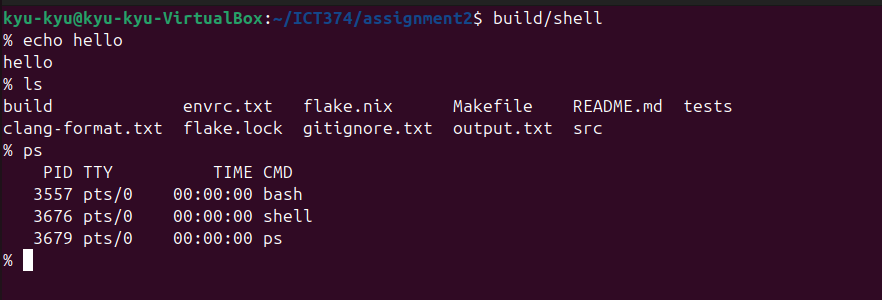 kyu-kyu@kyu-kyu-VirtualBox:~/ICT374/assignment2$ build/shell
% echo hello
hello
% ls
build             envrc.txt   flake.nix      Makefile    README.md  tests
clang-format.txt  flake.lock  gitignore.txt  output.txt  src
% ps
    PID TTY          TIME CMD
   3557 pts/0    00:00:00 bash
   3676 pts/0    00:00:00 shell
   3679 pts/0    00:00:00 ps
%